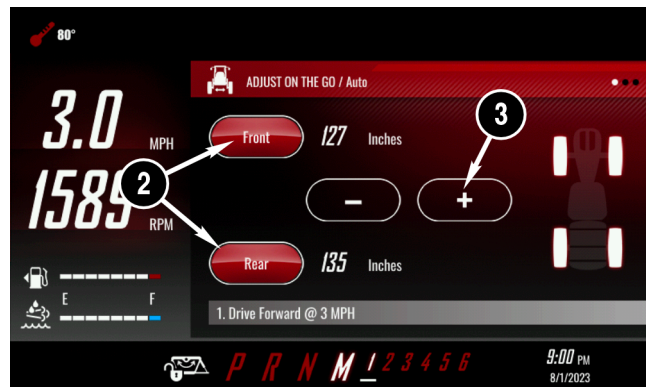 80°
ADJUST ON THE GO / Auto
3.0 MPH
1589 RPM
Front 127 Inches
3
2
− +
Rear 135 Inches
E F
1. Drive Forward @ 3 MPH
P R N M 1 2 3 4 5 6
9:00 PM
8/1/2023